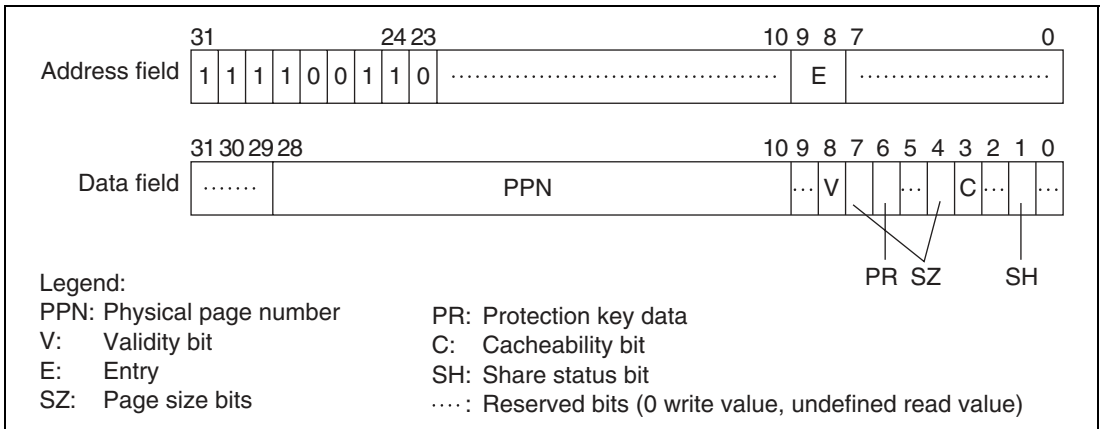 31 24 23 10 9 8 7 0
Address field 1 1 1 1 0 0 1 1 0 ........................................ E ........................
31 30 29 28 10 9 8 7 6 5 4 3 2 1 0
Data field ....... PPN ... V ... C ... ...
PR SZ SH
Legend:
PPN: Physical page number PR: Protection key data
V: Validity bit C: Cacheability bit
E: Entry SH: Share status bit
SZ: Page size bits ....: Reserved bits (0 write value, undefined read value)